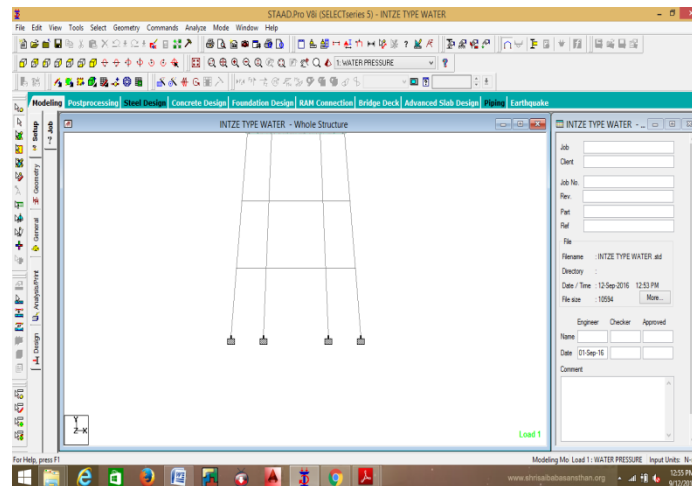 STAAD.Pro V8i (SELECTseries 5) - INTZE TYPE WATER
File Edit View Tools Select Geometry Commands Analyze Mode Window Help
1: WATER PRESSURE
Modeling Postprocessing Steel Design Concrete Design Foundation Design RAM Connection Bridge Deck Advanced Slab Design Piping Earthquake
Setup
Geometry
General
Analysis/Print
Design
Job
INTZE TYPE WATER - Whole Structure
Y
Z X
Load 1
INTZE TYPE WATER - ...
Job
Client
Job No.
Rev.
Part
Ref
File
Filename : INTZE TYPE WATER .std
Directory :
Date / Time : 12-Sep-2016 12:53 PM
File size : 10594 More...
Engineer Checker Approved
Name
Date 01-Sep-16
Comment
For Help, press F1
Modeling Mo Load 1 : WATER PRESSURE Input Units:
www.shrisaibabasansthan.org
12:55 PM